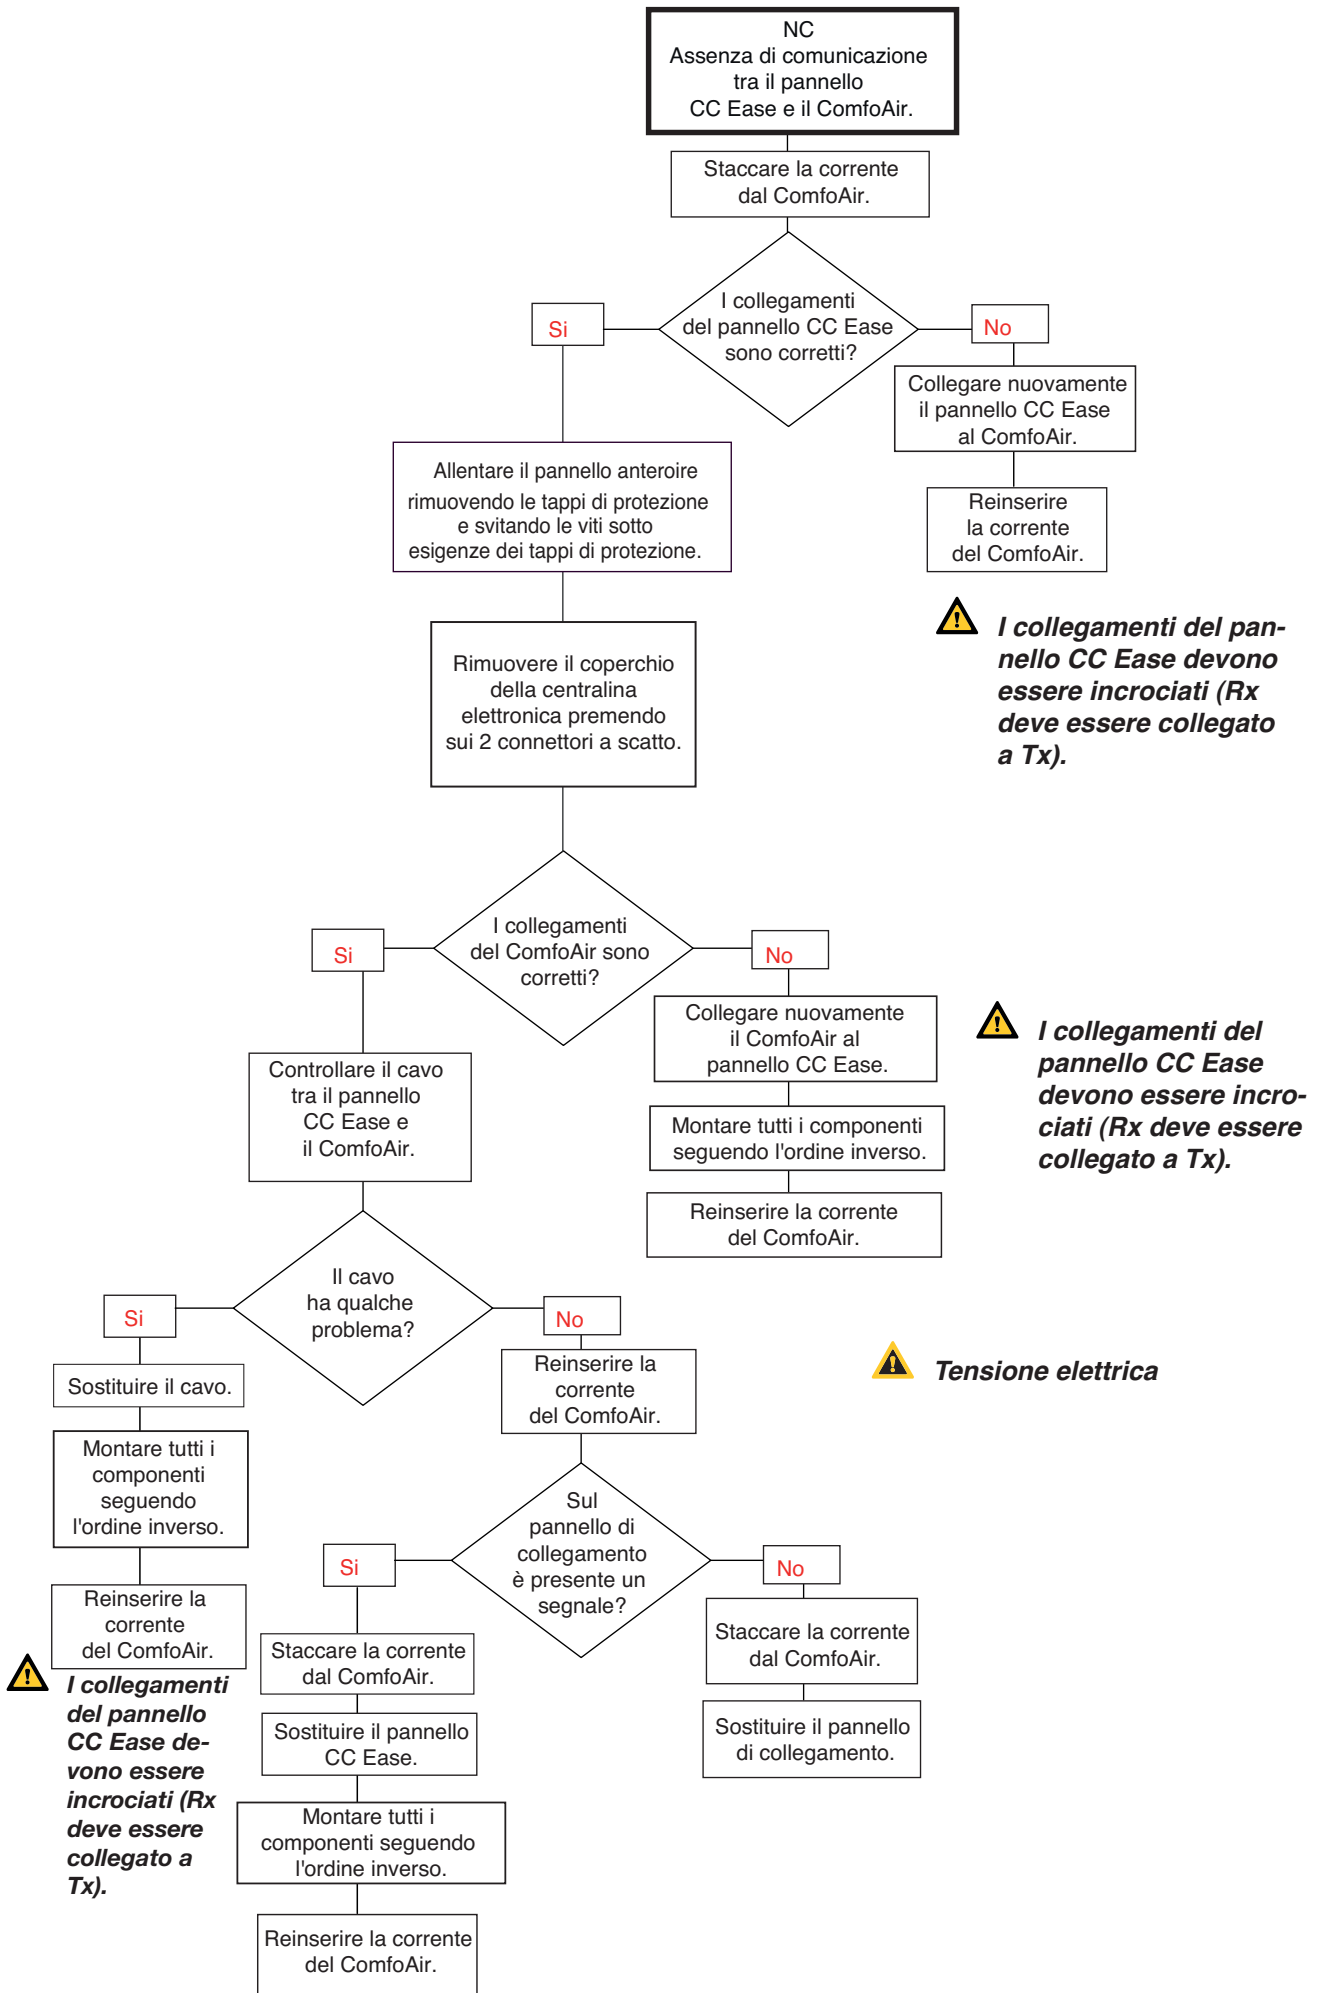 NC
Assenza di comunicazione
tra il pannello
CC Ease e il ComfoAir.
Staccare la corrente
dal ComfoAir.
I collegamenti
del pannello CC Ease
sono corretti?
Si
No
Collegare nuovamente
il pannello CC Ease
al ComfoAir.
Reinserire
la corrente
del ComfoAir.
I collegamenti del pan-
nello CC Ease devono
essere incrociati (Rx
deve essere collegato
a Tx).
Allentare il pannello anteroire
rimuovendo le tappi di protezione
e svitando le viti sotto
esigenze dei tappi di protezione.
Rimuovere il coperchio
della centralina
elettronica premendo
sui 2 connettori a scatto.
I collegamenti
del ComfoAir sono
corretti?
Si
No
Collegare nuovamente
il ComfoAir al
pannello CC Ease.
Montare tutti i componenti
seguendo l'ordine inverso.
Reinserire la corrente
del ComfoAir.
I collegamenti del
pannello CC Ease
devono essere incro-
ciati (Rx deve essere
collegato a Tx).
Controllare il cavo
tra il pannello
CC Ease e
il ComfoAir.
Il cavo
ha qualche
problema?
Si
No
Sostituire il cavo.
Montare tutti i
componenti
seguendo
l'ordine inverso.
Reinserire la
corrente
del ComfoAir.
I collegamenti
del pannello
CC Ease de-
vono essere
incrociati (Rx
deve essere
collegato a
Tx).
Reinserire la
corrente
del ComfoAir.
Tensione elettrica
Sul
pannello di
collegamento
è presente un
segnale?
Si
No
Staccare la corrente
dal ComfoAir.
Sostituire il pannello
CC Ease.
Montare tutti i
componenti seguendo
l'ordine inverso.
Reinserire la corrente
del ComfoAir.
Staccare la corrente
dal ComfoAir.
Sostituire il pannello
di collegamento.